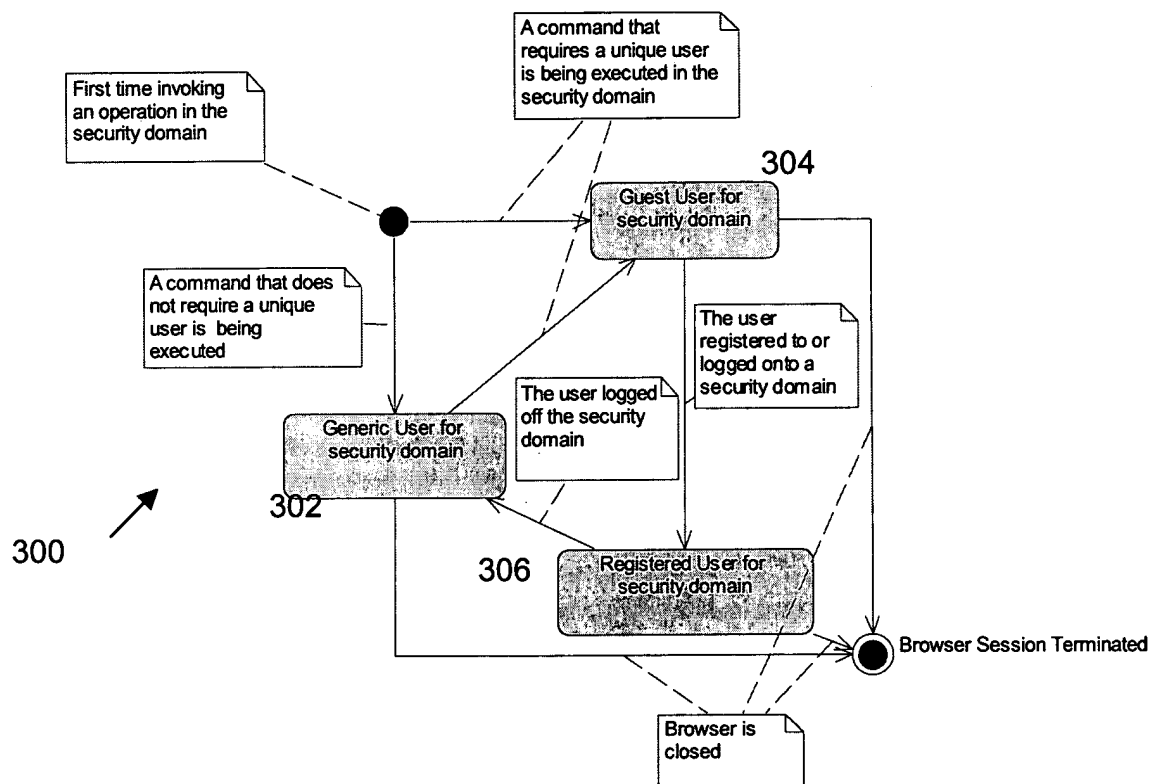 A command that
requires a unique user
is being executed in the
security domain
First time invoking
an operation in the
security domain
304
Guest User for
security domain
A command that does
not require a unique
user is being
executed
The user
registered to or
logged onto a
security domain
The user logged
off the security
domain
Generic User for
security domain
302
300
306
Registered User for
security domain
Browser Session Terminated
Browser is
closed